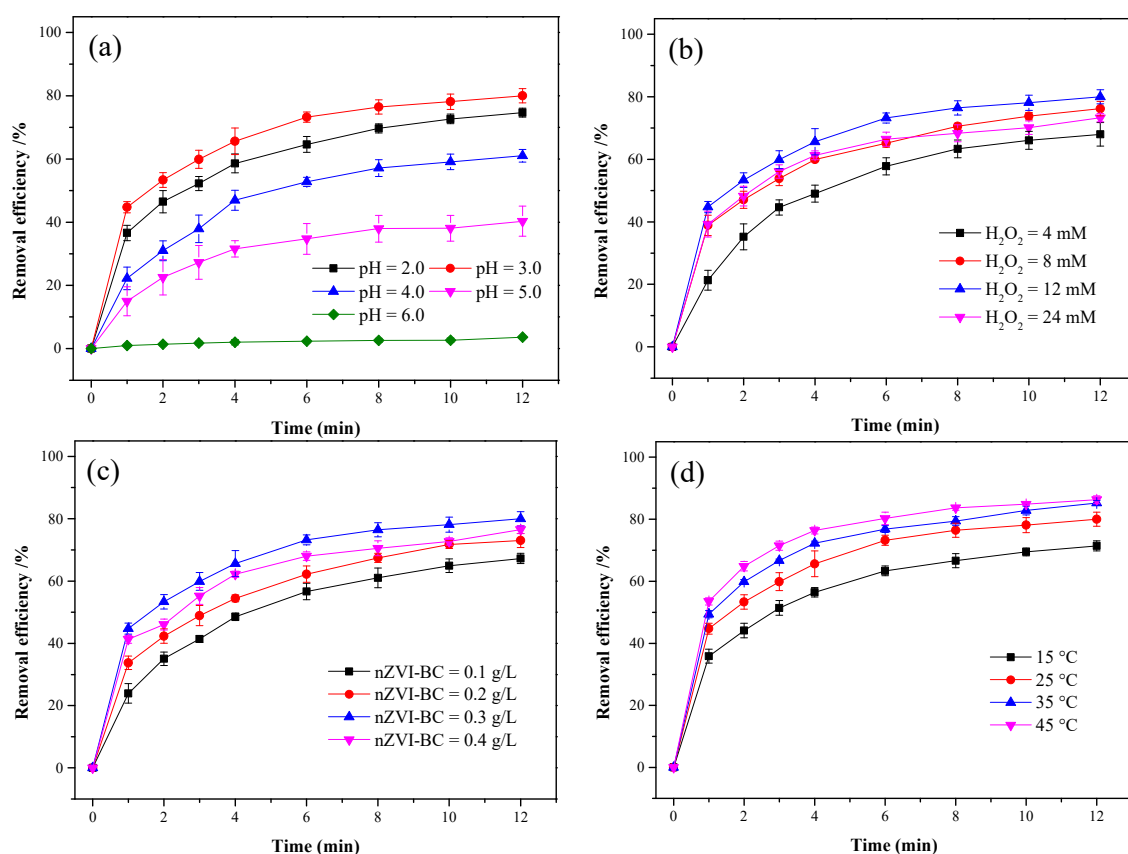 (a)
100
80
60
40
20
0
Removal efficiency /%
pH = 2.0 pH = 3.0
pH = 4.0 pH = 5.0
pH = 6.0
0 2 4 6 8 10 12
Time (min)
(b)
100
80
60
40
20
0
Removal efficiency /%
H₂O₂ = 4 mM
H₂O₂ = 8 mM
H₂O₂ = 12 mM
H₂O₂ = 24 mM
0 2 4 6 8 10 12
Time (min)
(c)
100
80
60
40
20
0
Removal efficiency /%
nZVI-BC = 0.1 g/L
nZVI-BC = 0.2 g/L
nZVI-BC = 0.3 g/L
nZVI-BC = 0.4 g/L
0 2 4 6 8 10 12
Time (min)
(d)
100
80
60
40
20
0
Removal efficiency /%
15 °C
25 °C
35 °C
45 °C
0 2 4 6 8 10 12
Time (min)